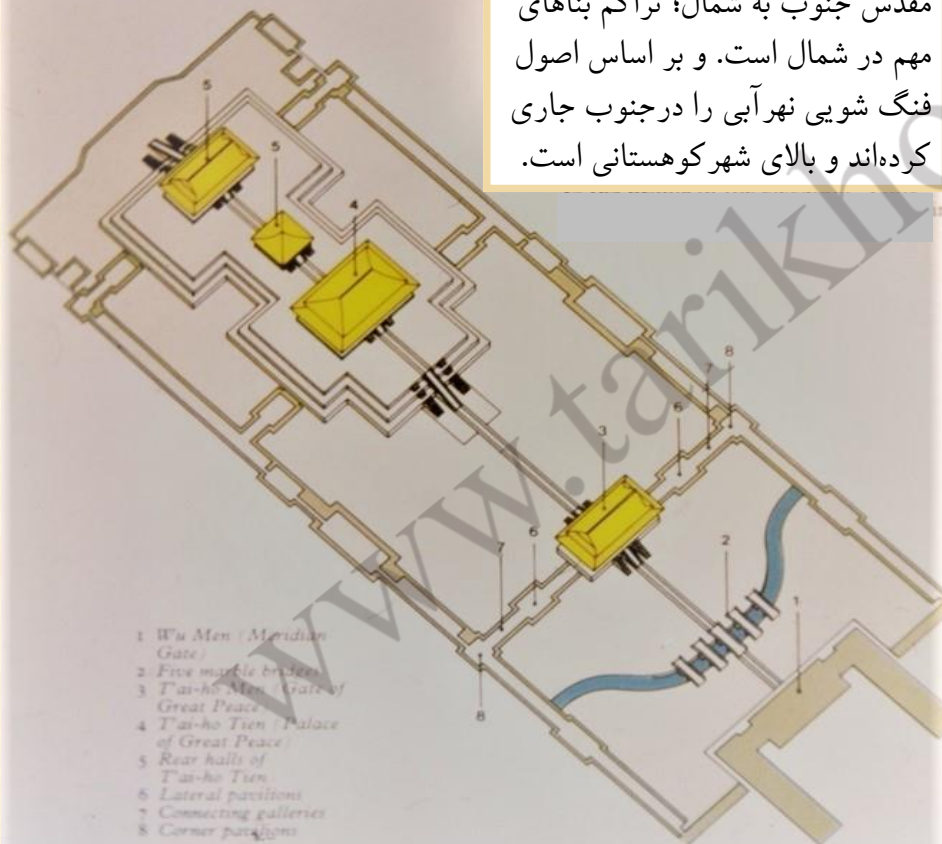 مقدس جنوب به شمال؛ تراکم بناهای
مهم در شمال است. و بر اساس اصول
فنگ شویی نهرآبی را درجنوب جاری
کرده‌اند و بالای شهر کوهستانی است.
5
5
4
8
7
6
3
2
7
6
1
8
1 Wu Men (Meridian
Gate)
2 Five marble bridges
3 T'ai-ho Men (Gate of
Great Peace)
4 T'ai-ho Tien (Palace
of Great Peace)
5 Rear halls of
T'ai-ho Tien
6 Lateral pavilions
7 Connecting galleries
8 Corner pavilions
www.tarikho